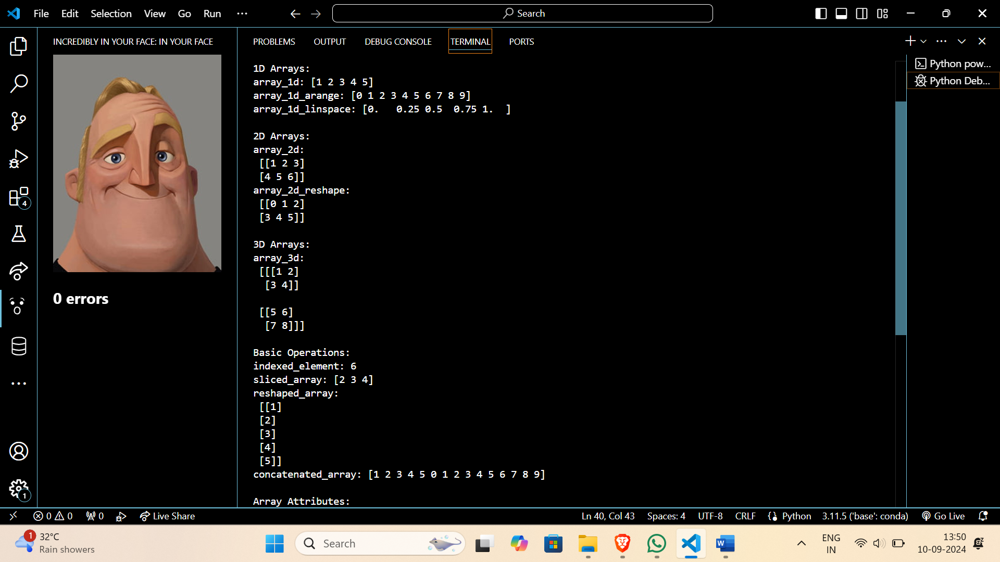 File Edit Selection View Go Run ...
Search
INCREDIBLY IN YOUR FACE: IN YOUR FACE
0 errors
4
1
PROBLEMS OUTPUT DEBUG CONSOLE TERMINAL PORTS
1D Arrays:
array_1d: [1 2 3 4 5]
array_1d_arange: [0 1 2 3 4 5 6 7 8 9]
array_1d_linspace: [0.   0.25 0.5  0.75 1.  ]
2D Arrays:
array_2d:
[[1 2 3]
[4 5 6]]
array_2d_reshape:
[[0 1 2]
[3 4 5]]
3D Arrays:
array_3d:
[[[1 2]
[3 4]]
[[5 6]
[7 8]]]
Basic Operations:
indexed_element: 6
sliced_array: [2 3 4]
reshaped_array:
[[1]
[2]
[3]
[4]
[5]]
concatenated_array: [1 2 3 4 5 0 1 2 3 4 5 6 7 8 9]
Array Attributes:
Python pow...
Python Deb...
0 0 0 Live Share Ln 40, Col 43 Spaces: 4 UTF-8 CRLF Python 3.11.5 ('base': conda) Go Live
1
32°C
Rain showers
Search
W
ENG
IN
13:50
10-09-2024